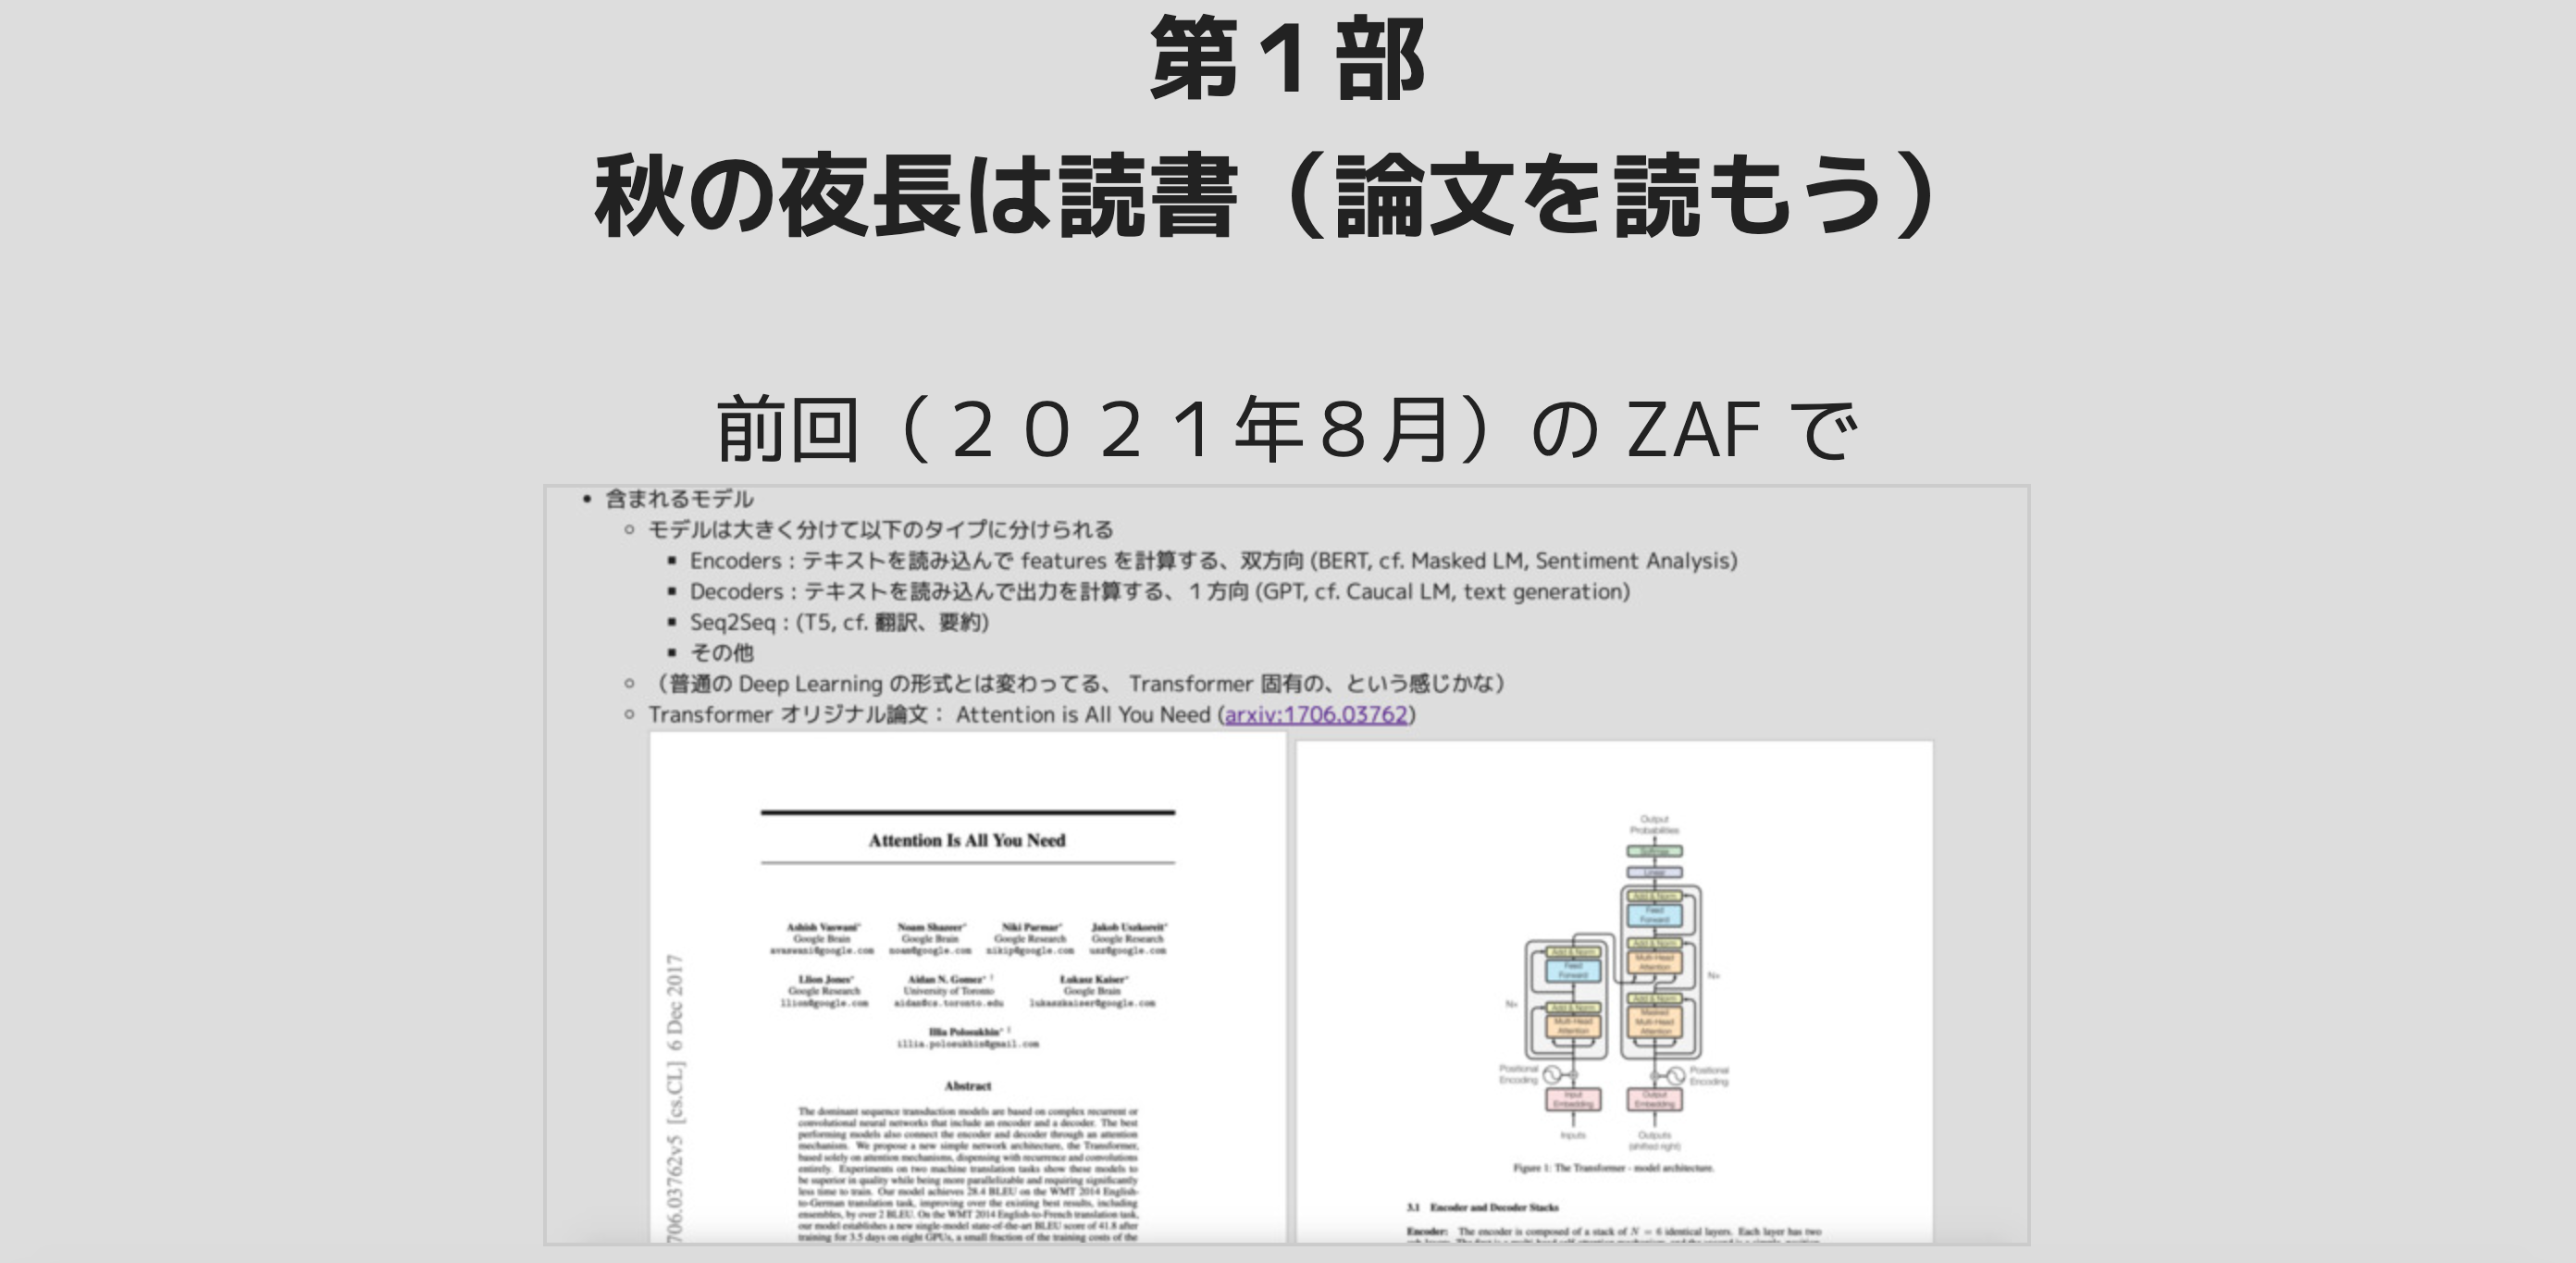 第１部
秋の夜長は読書（論文を読もう）
前回（２０２１年８月）の ZAF で
• 含まれるモデル
◦ モデルは大きく分けて以下のタイプに分けられる
▪ Encoders : テキストを読み込んで features を計算する、双方向 (BERT, cf. Masked LM, Sentiment Analysis)
▪ Decoders : テキストを読み込んで出力を計算する、１方向 (GPT, cf. Caucal LM, text generation)
▪ Seq2Seq : (T5, cf. 翻訳、要約)
▪ その他
◦ （普通の Deep Learning の形式とは変わってる、 Transformer 固有の、という感じかな）
◦ Transformer オリジナル論文： Attention is All You Need (arxiv:1706.03762)
Attention Is All You Need
Ashish Vaswani* Noam Shazeer* Niki Parmar* Jakob Uszkoreit*
Google Brain Google Brain Google Research Google Research
avaswani@google.com noam@google.com nikip@google.com usz@google.com
Llion Jones* Aidan N. Gomez* † Łukasz Kaiser*
Google Research University of Toronto Google Brain
llion@google.com aidan@cs.toronto.edu lukaszkaiser@google.com
Illia Polosukhin* ‡
illia.polosukhin@gmail.com
Abstract
The dominant sequence transduction models are based on complex recurrent or
convolutional neural networks that include an encoder and a decoder. The best
performing models also connect the encoder and decoder through an attention
mechanism. We propose a new simple network architecture, the Transformer,
based solely on attention mechanisms, dispensing with recurrence and convolutions
entirely. Experiments on two machine translation tasks show these models to
be superior in quality while being more parallelizable and requiring significantly
less time to train. Our model achieves 28.4 BLEU on the WMT 2014 English-
to-German translation task, improving over the existing best results, including
ensembles, by over 2 BLEU. On the WMT 2014 English-to-French translation task,
our model establishes a new single-model state-of-the-art BLEU score of 41.8 after
training for 3.5 days on eight GPUs, a small fraction of the training costs of the
706.03762v5 [cs.CL] 6 Dec 2017
Output
Probabilities
Softmax
Linear
Add & Norm
Feed
Forward
Add & Norm
Multi-Head
Attention
Add & Norm
Masked
Multi-Head
Attention
N×
Add & Norm
Feed
Forward
Add & Norm
Multi-Head
Attention
N×
Positional
Encoding
Positional
Encoding
Input
Embedding
Output
Embedding
Inputs
Outputs
(shifted right)
Figure 1: The Transformer - model architecture.
3.1 Encoder and Decoder Stacks
Encoder: The encoder is composed of a stack of N = 6 identical layers. Each layer has two